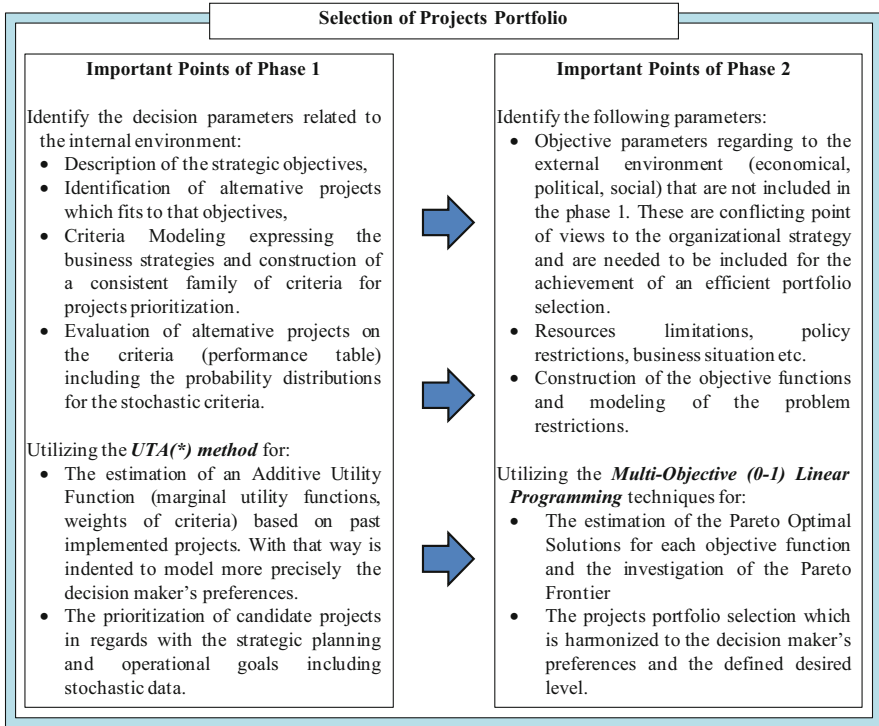 Selection of Projects Portfolio
Important Points of Phase 1
Identify the decision parameters related to
the internal environment:
• Description of the strategic objectives,
• Identification of alternative projects
which fits to that objectives,
• Criteria Modeling expressing the
business strategies and construction of
a consistent family of criteria for
projects prioritization.
• Evaluation of alternative projects on
the criteria (performance table)
including the probability distributions
for the stochastic criteria.
Utilizing the UTA(*) method for:
• The estimation of an Additive Utility
Function (marginal utility functions,
weights of criteria) based on past
implemented projects. With that way is
indented to model more precisely the
decision maker's preferences.
• The prioritization of candidate projects
in regards with the strategic planning
and operational goals including
stochastic data.
Important Points of Phase 2
Identify the following parameters:
• Objective parameters regarding to the
external environment (economical,
political, social) that are not included in
the phase 1. These are conflicting point
of views to the organizational strategy
and are needed to be included for the
achievement of an efficient portfolio
selection.
• Resources limitations, policy
restrictions, business situation etc.
• Construction of the objective functions
and modeling of the problem
restrictions.
Utilizing the Multi-Objective (0-1) Linear
Programming techniques for:
• The estimation of the Pareto Optimal
Solutions for each objective function
and the investigation of the Pareto
Frontier
• The projects portfolio selection which
is harmonized to the decision maker's
preferences and the defined desired
level.